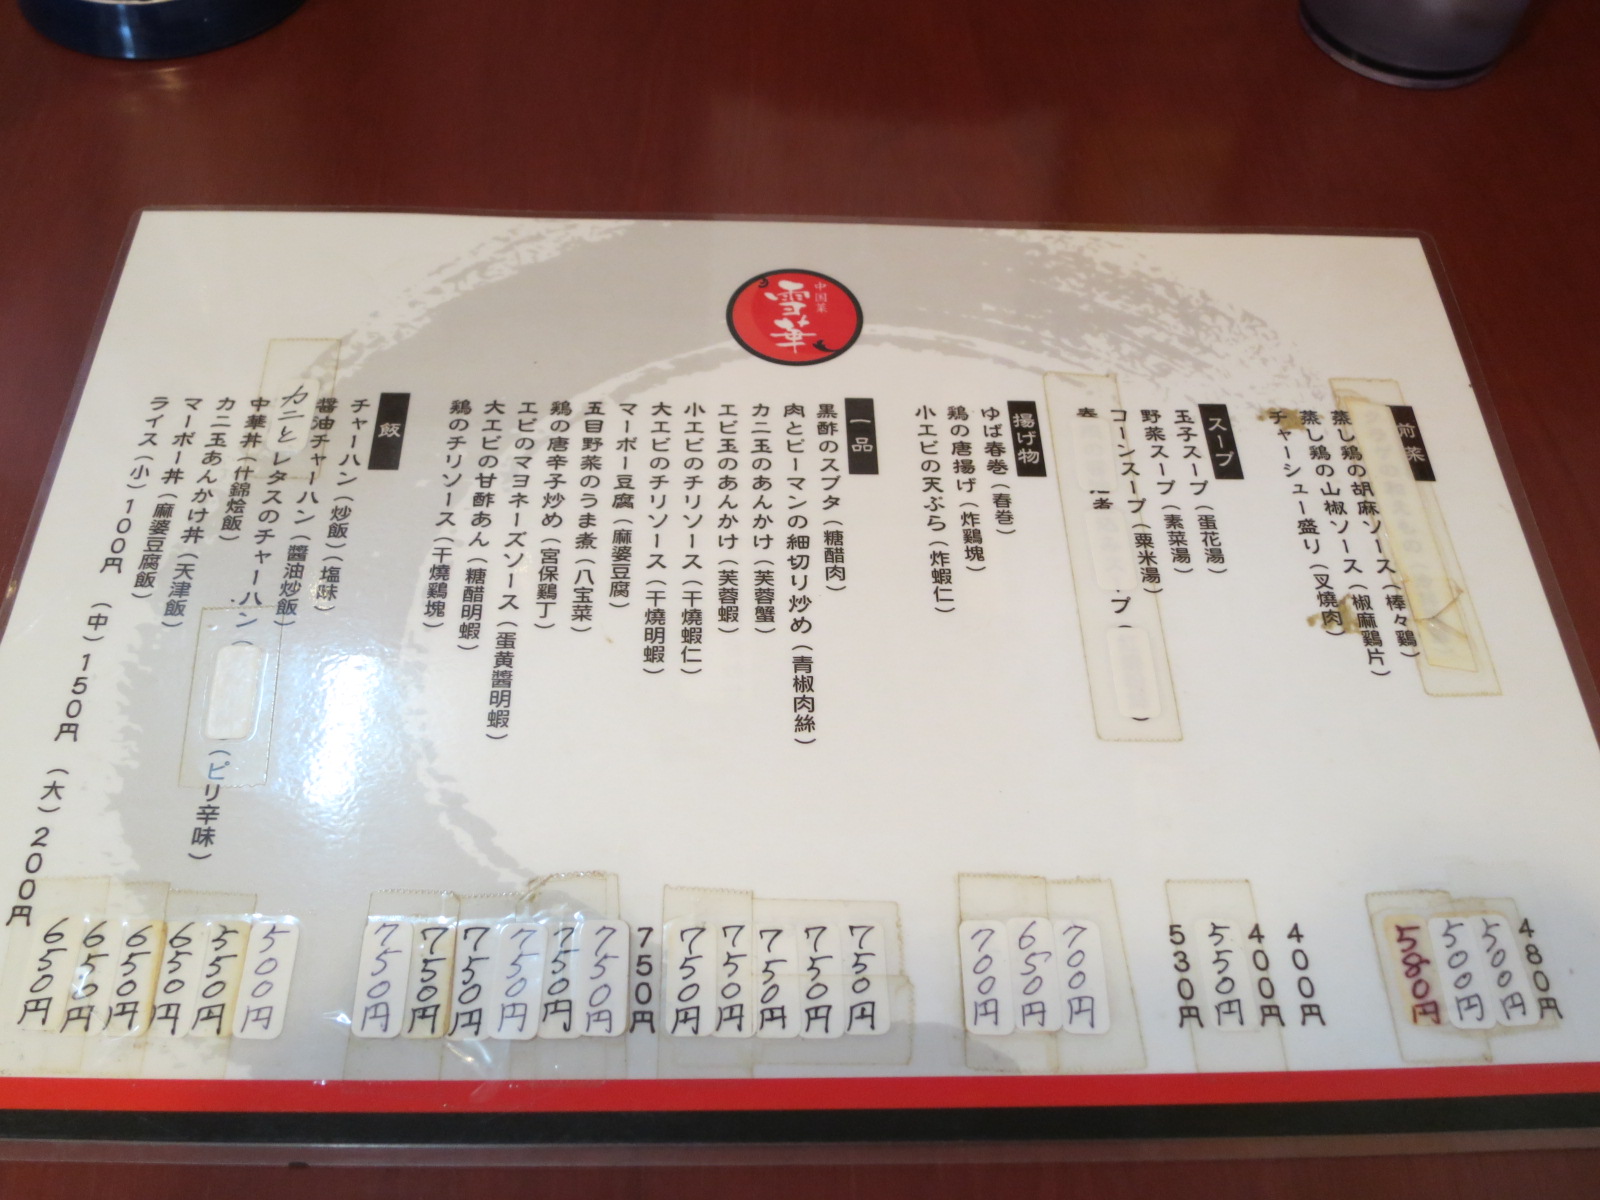 中国菜
雪華
前菜
蒸し鶏の胡麻ソース(棒々鶏)
蒸し鶏の山椒ソース(椒麻鶏片)
チャーシュー盛り(叉燒肉)
480円
500円
500円
580円
スープ
玉子スープ(蛋花湯)
野菜スープ(素菜湯)
コーンスープ(粟米湯)
プ( )
400円
400円
550円
530円
揚げ物
ゆば春巻(春巻)
鶏の唐揚げ(炸鶏塊)
小エビの天ぷら(炸蝦仁)
700円
650円
700円
一品
黒酢のスブタ(糖醋肉)
肉とピーマンの細切り炒め(青椒肉絲)
カニ玉のあんかけ(芙蓉蟹)
エビ玉のあんかけ(芙蓉蝦)
小エビのチリソース(干燒蝦仁)
大エビのチリソース(干燒明蝦)
マーボー豆腐(麻婆豆腐)
五目野菜のうま煮(八宝菜)
鶏の唐辛子炒め(宮保鶏丁)
エビのマヨネーズソース(蛋黄醬明蝦)
大エビの甘酢あん(糖醋明蝦)
鶏のチリソース(干燒鶏塊)
750円
750円
750円
750円
750円
750円
750円
750円
750円
750円
750円
750円
飯
チャーハン(炒飯)塩味
醤油チャーハン(醬油炒飯)
カニとレタスのチャーハン( )(ピリ辛味)
中華丼(什錦烩飯)
カニ玉あんかけ丼(天津飯)
マーボー丼(麻婆豆腐飯)
ライス(小)100円 (中)150円 (大)200円
500円
550円
650円
650円
650円
650円